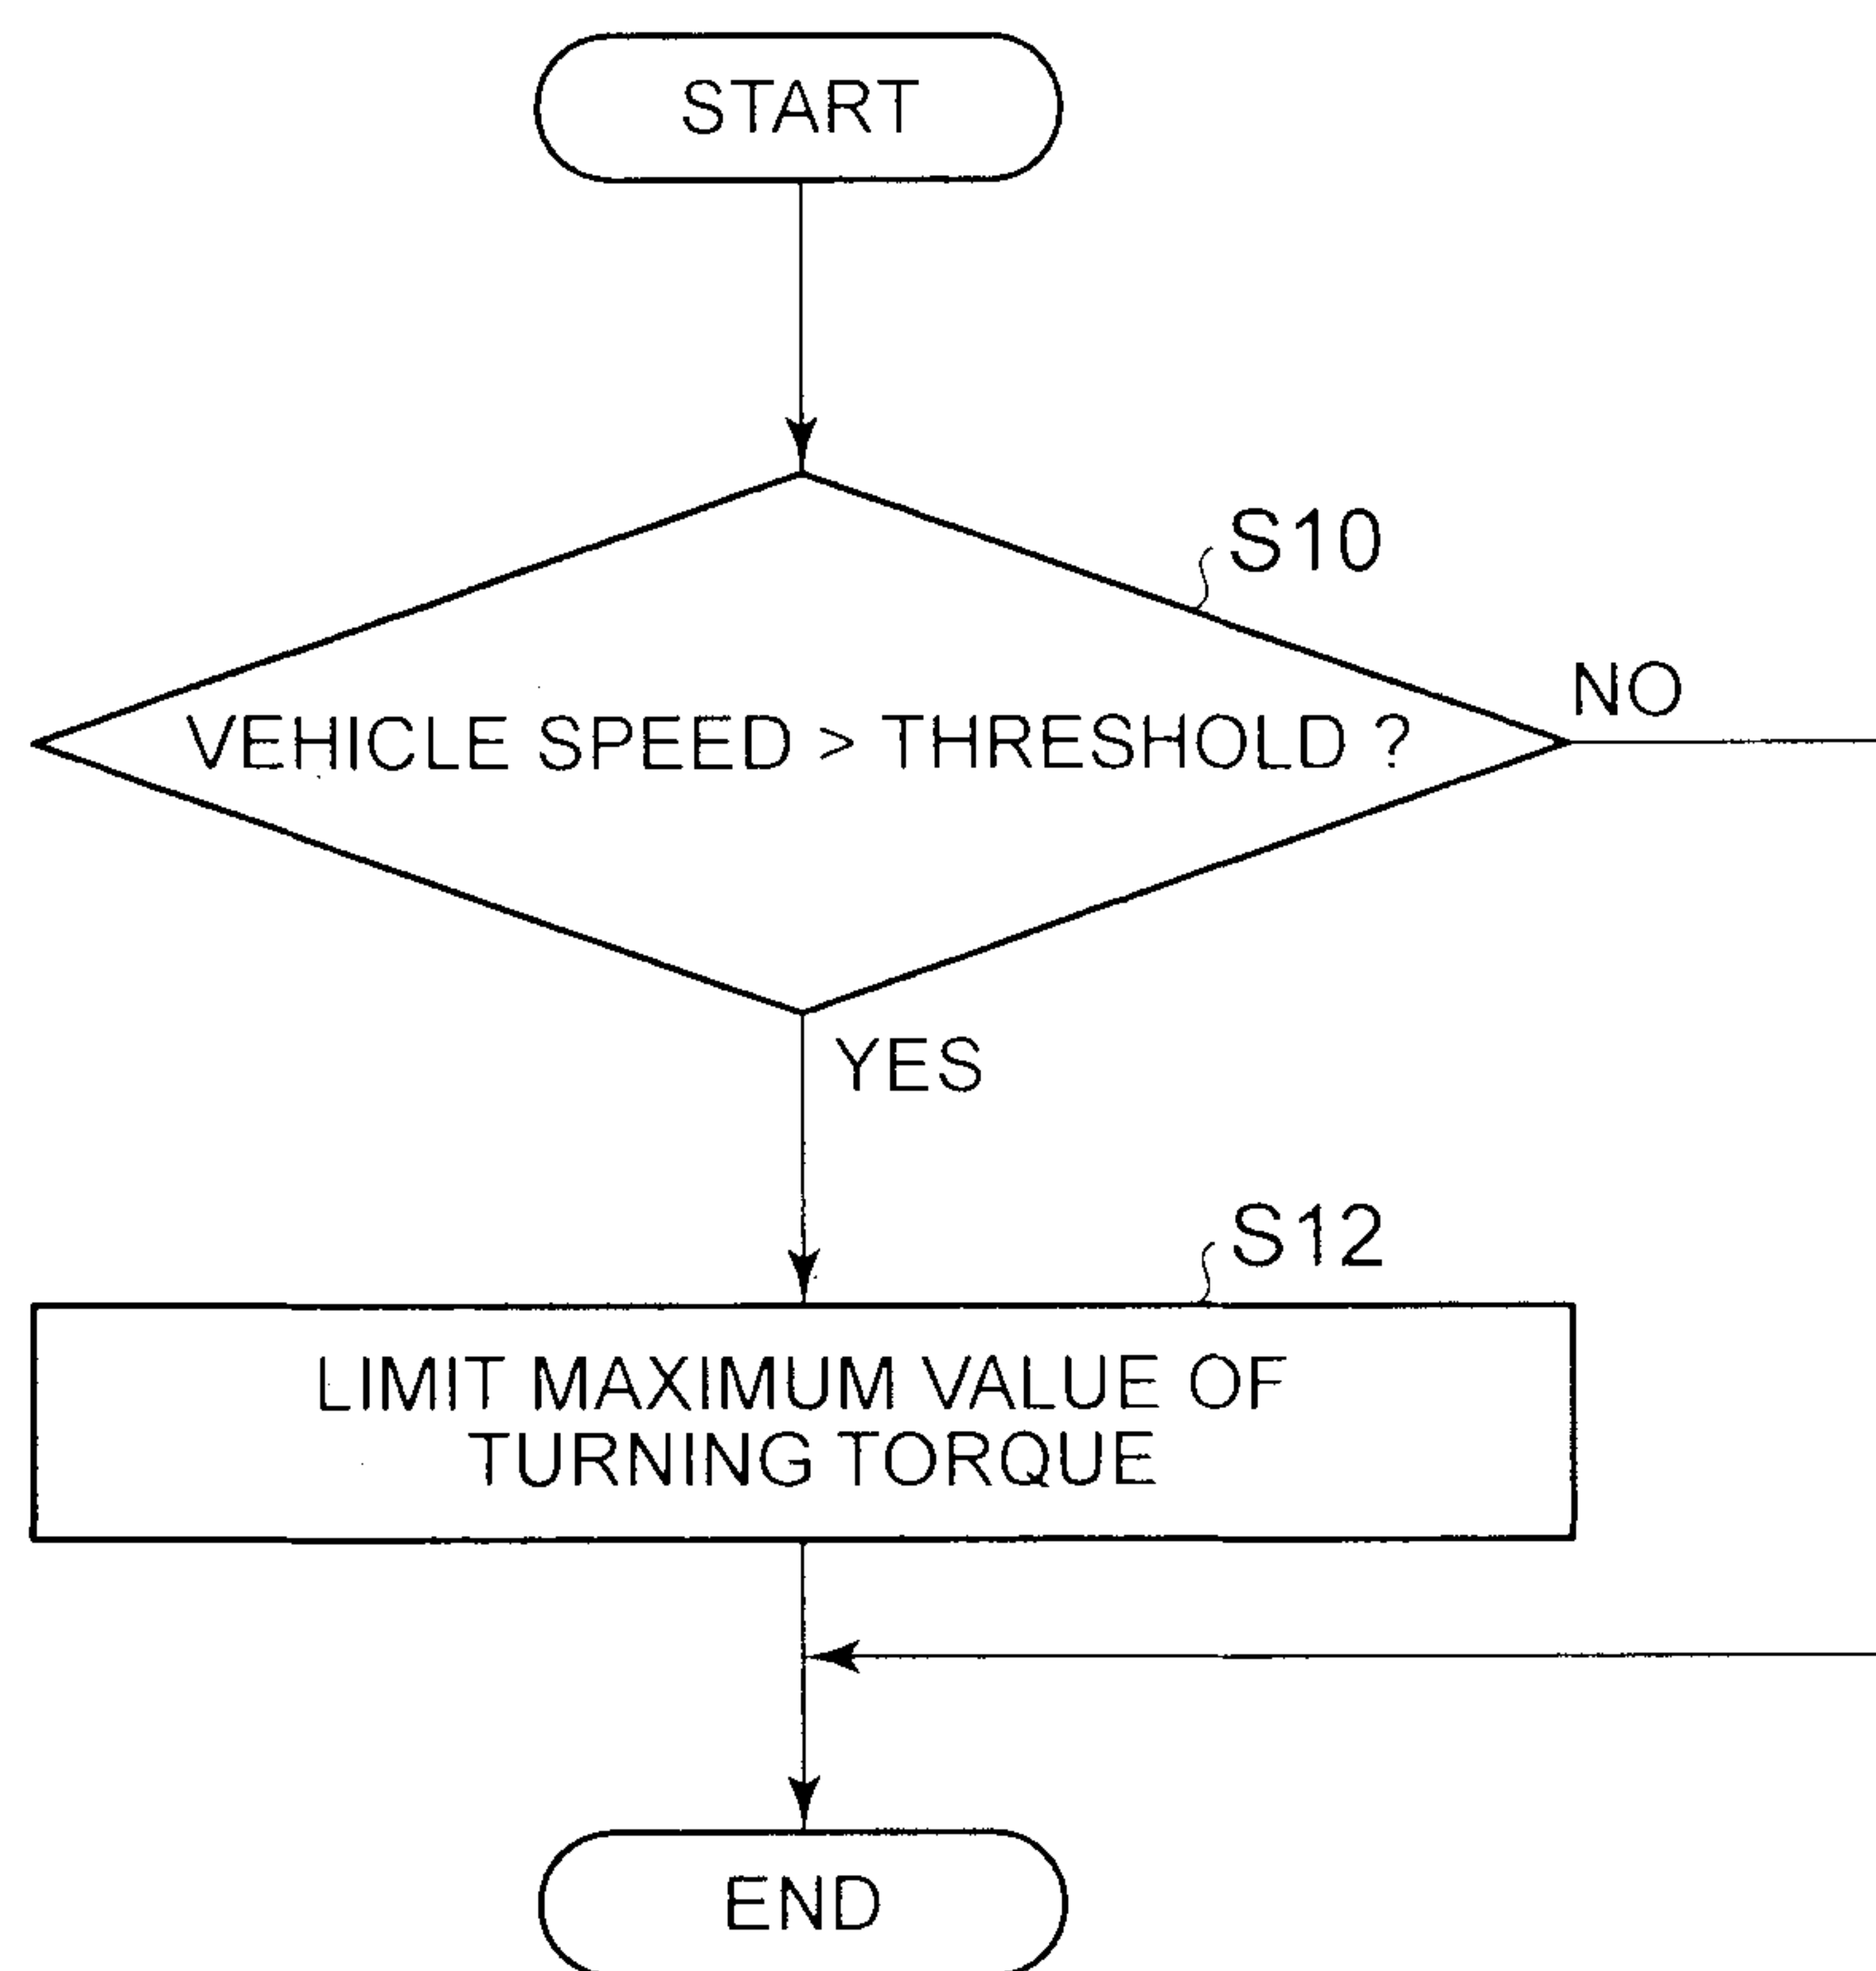 START
S10
NO
VEHICLE SPEED > THRESHOLD ?
YES
S12
LIMIT MAXIMUM VALUE OF
TURNING TORQUE
END